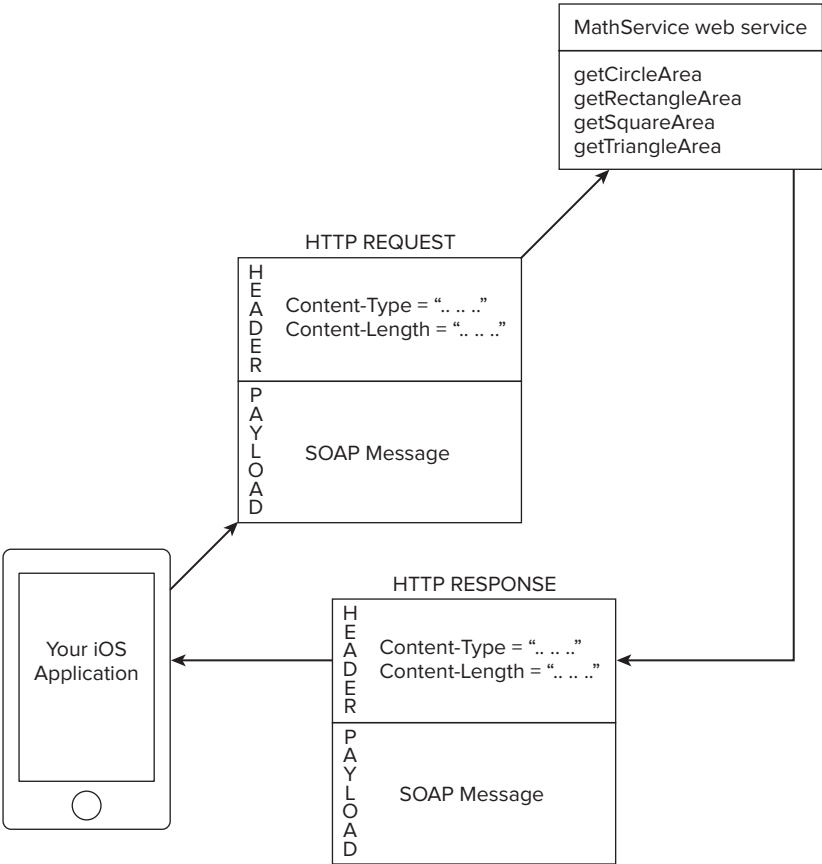 MathService web service
getCircleArea
getRectangleArea
getSquareArea
getTriangleArea
HTTP REQUEST
HEADER
Content-Type = “.. .. ..”
Content-Length = “.. .. ..”
PAYLOAD
SOAP Message
HTTP RESPONSE
HEADER
Content-Type = “.. .. ..”
Content-Length = “.. .. ..”
PAYLOAD
SOAP Message
Your iOS
Application